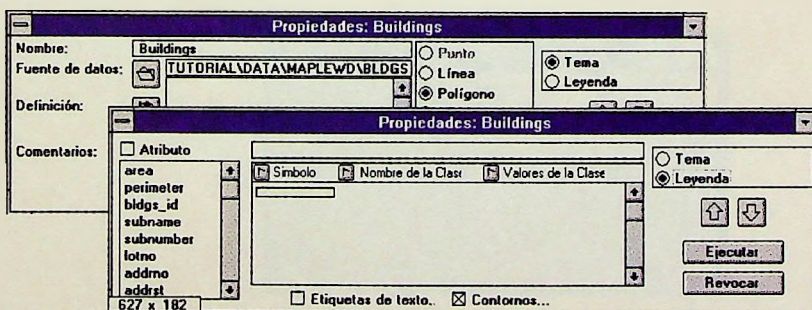 Propiedades: Buildings
Nombre: Buildings
Fuente de datos: TUTORIAL\DATA\MAPLEWD\BLDGS
Definición:
Comentarios:
Punto
Línea
Polígono
Tema
Leyenda
Propiedades: Buildings
Atributo
area
perimeter
bldgs_id
subname
subnumber
lotno
addrno
addrst
Símbolo Nombre de la Clase Valores de la Clase
Etiquetas de texto.. Contornos...
Tema
Leyenda
Ejecutar
Revocar
627 x 182